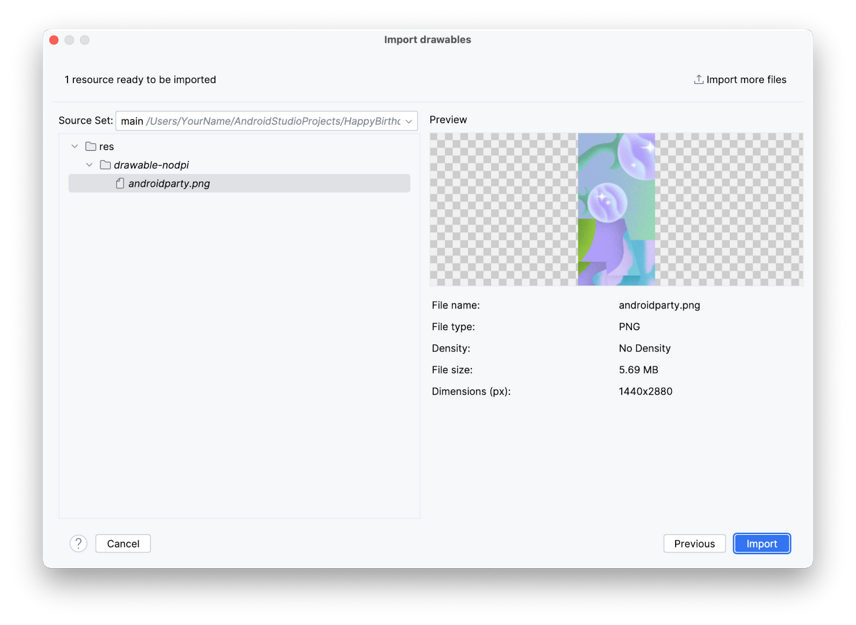 Import drawables
1 resource ready to be imported
Import more files
Source Set: main /Users/YourName/AndroidStudioProjects/HappyBirthc
res
drawable-nodpi
androidparty.png
Preview
File name: androidparty.png
File type: PNG
Density: No Density
File size: 5.69 MB
Dimensions (px): 1440x2880
? Cancel Previous Import